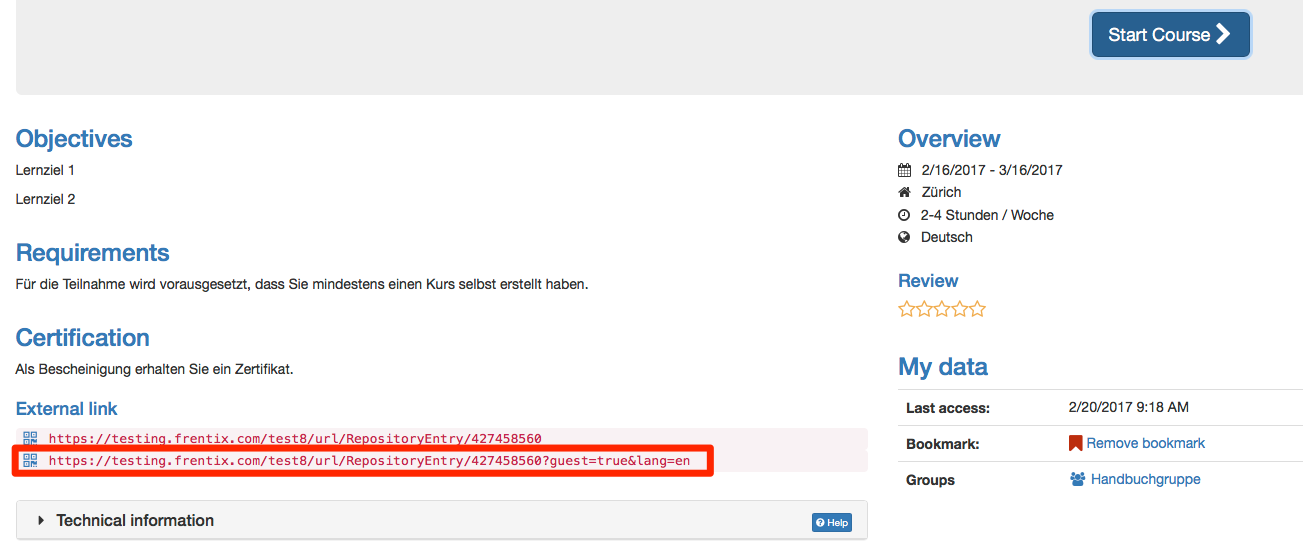 Start Course
Objectives
Lernziel 1
Lernziel 2
Requirements
Für die Teilnahme wird vorausgesetzt, dass Sie mindestens einen Kurs selbst erstellt haben.
Certification
Als Bescheinigung erhalten Sie ein Zertifikat.
External link
https://testing.frentix.com/test8/url/RepositoryEntry/427458560
https://testing.frentix.com/test8/url/RepositoryEntry/427458560?guest=true&lang=en
Technical information
Help
Overview
2/16/2017 - 3/16/2017
Zürich
2-4 Stunden / Woche
Deutsch
Review
My data
Last access: 2/20/2017 9:18 AM
Bookmark: Remove bookmark
Groups Handbuchgruppe